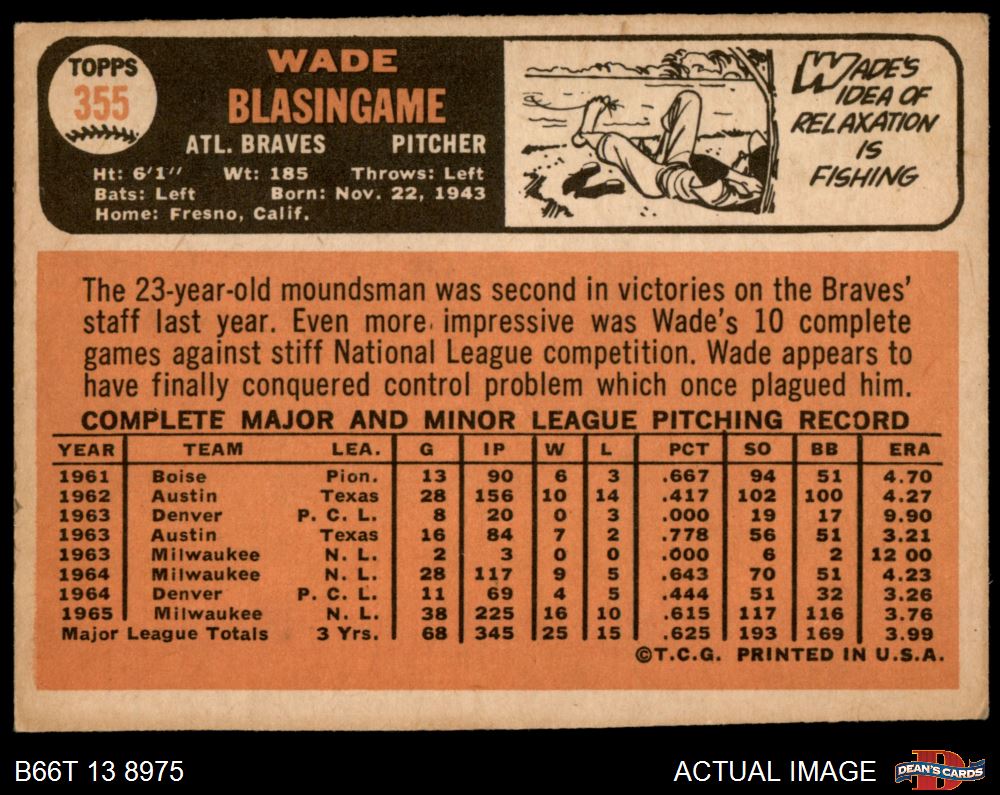 TOPPS
355
WADE
BLASINGAME
ATL. BRAVES PITCHER
Ht: 6'1" Wt: 185 Throws: Left
Bats: Left Born: Nov. 22, 1943
Home: Fresno, Calif.
WADE'S
IDEA OF
RELAXATION
IS
FISHING
The 23-year-old moundsman was second in victories on the Braves'
staff last year. Even more impressive was Wade's 10 complete
games against stiff National League competition. Wade appears to
have finally conquered control problem which once plagued him.
COMPLETE MAJOR AND MINOR LEAGUE PITCHING RECORD
YEAR TEAM LEA. G IP W L PCT SO BB ERA
1961 Boise Pion. 13 90 6 3 .667 94 51 4.70
1962 Austin Texas 28 156 10 14 .417 102 100 4.27
1963 Denver P. C. L. 8 20 0 3 .000 19 17 9.90
1963 Austin Texas 16 84 7 2 .778 56 51 3.21
1963 Milwaukee N. L. 2 3 0 0 .000 6 2 12 00
1964 Milwaukee N. L. 28 117 9 5 .643 70 51 4.23
1964 Denver P. C. L. 11 69 4 5 .444 51 32 3.26
1965 Milwaukee N. L. 38 225 16 10 .615 117 116 3.76
Major League Totals 3 Yrs. 68 345 25 15 .625 193 169 3.99
©T.C.G. PRINTED IN U.S.A.
B66T 13 8975
ACTUAL IMAGE
DEAN'S CARDS